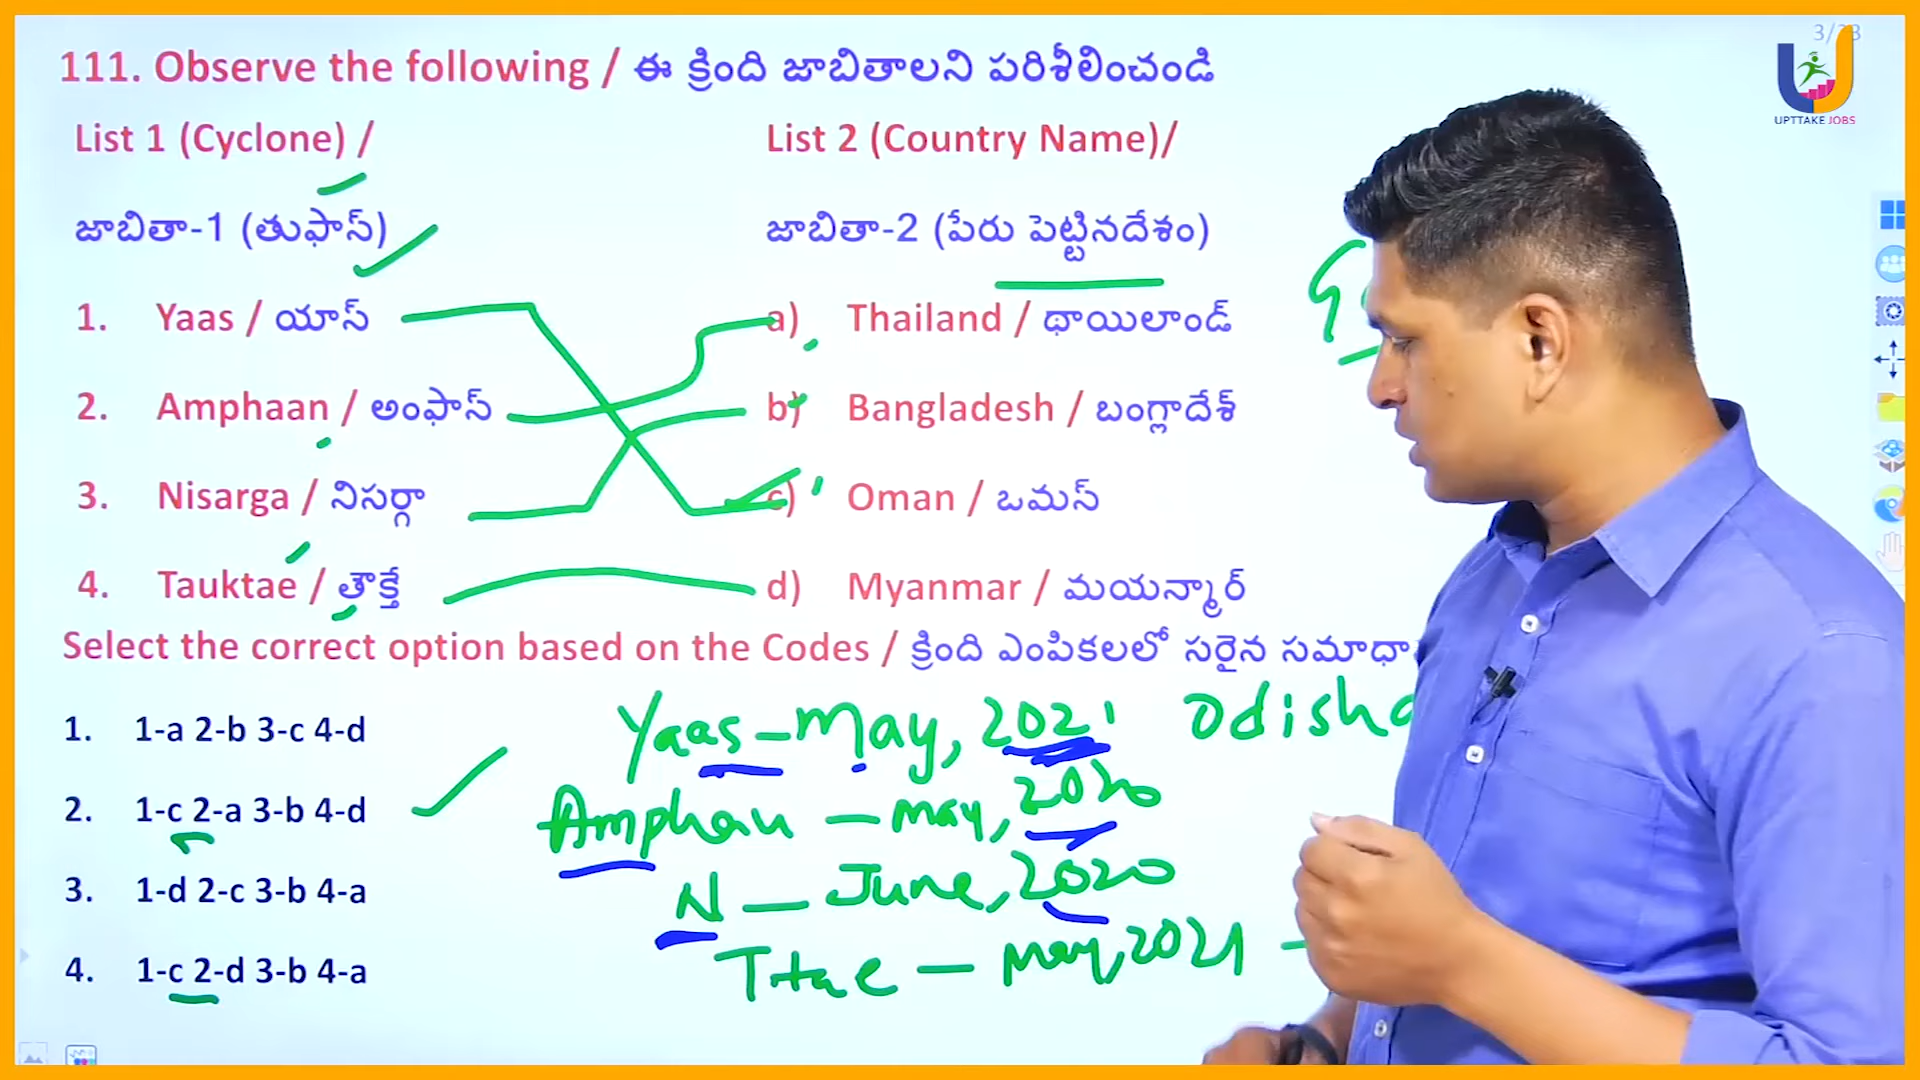 3/33
111. Observe the following / ఈ క్రింది జాబితాలని పరిశీలించండి
UPTTAKE JOBS
List 1 (Cyclone) / List 2 (Country Name)/
జాబితా-1 (తుఫాన్) జాబితా-2 (పేరు పెట్టినదేశం)
1. Yaas / యాస్ a) Thailand / థాయిలాండ్
2. Amphaan / అంఫాన్ b) Bangladesh / బంగ్లాదేశ్
3. Nisarga / నిసర్గా c) Oman / ఒమన్
4. Tauktae / తౌక్తే d) Myanmar / మయన్మార్
Select the correct option based on the Codes / క్రింది ఎంపికలలో సరైన
1. 1-a 2-b 3-c 4-d
Yaas - May, 2021 Odisha
2. 1-c 2-a 3-b 4-d
Amphan - May, 2020
3. 1-d 2-c 3-b 4-a
N - June, 2020
4. 1-c 2-d 3-b 4-a
May, 2021 -